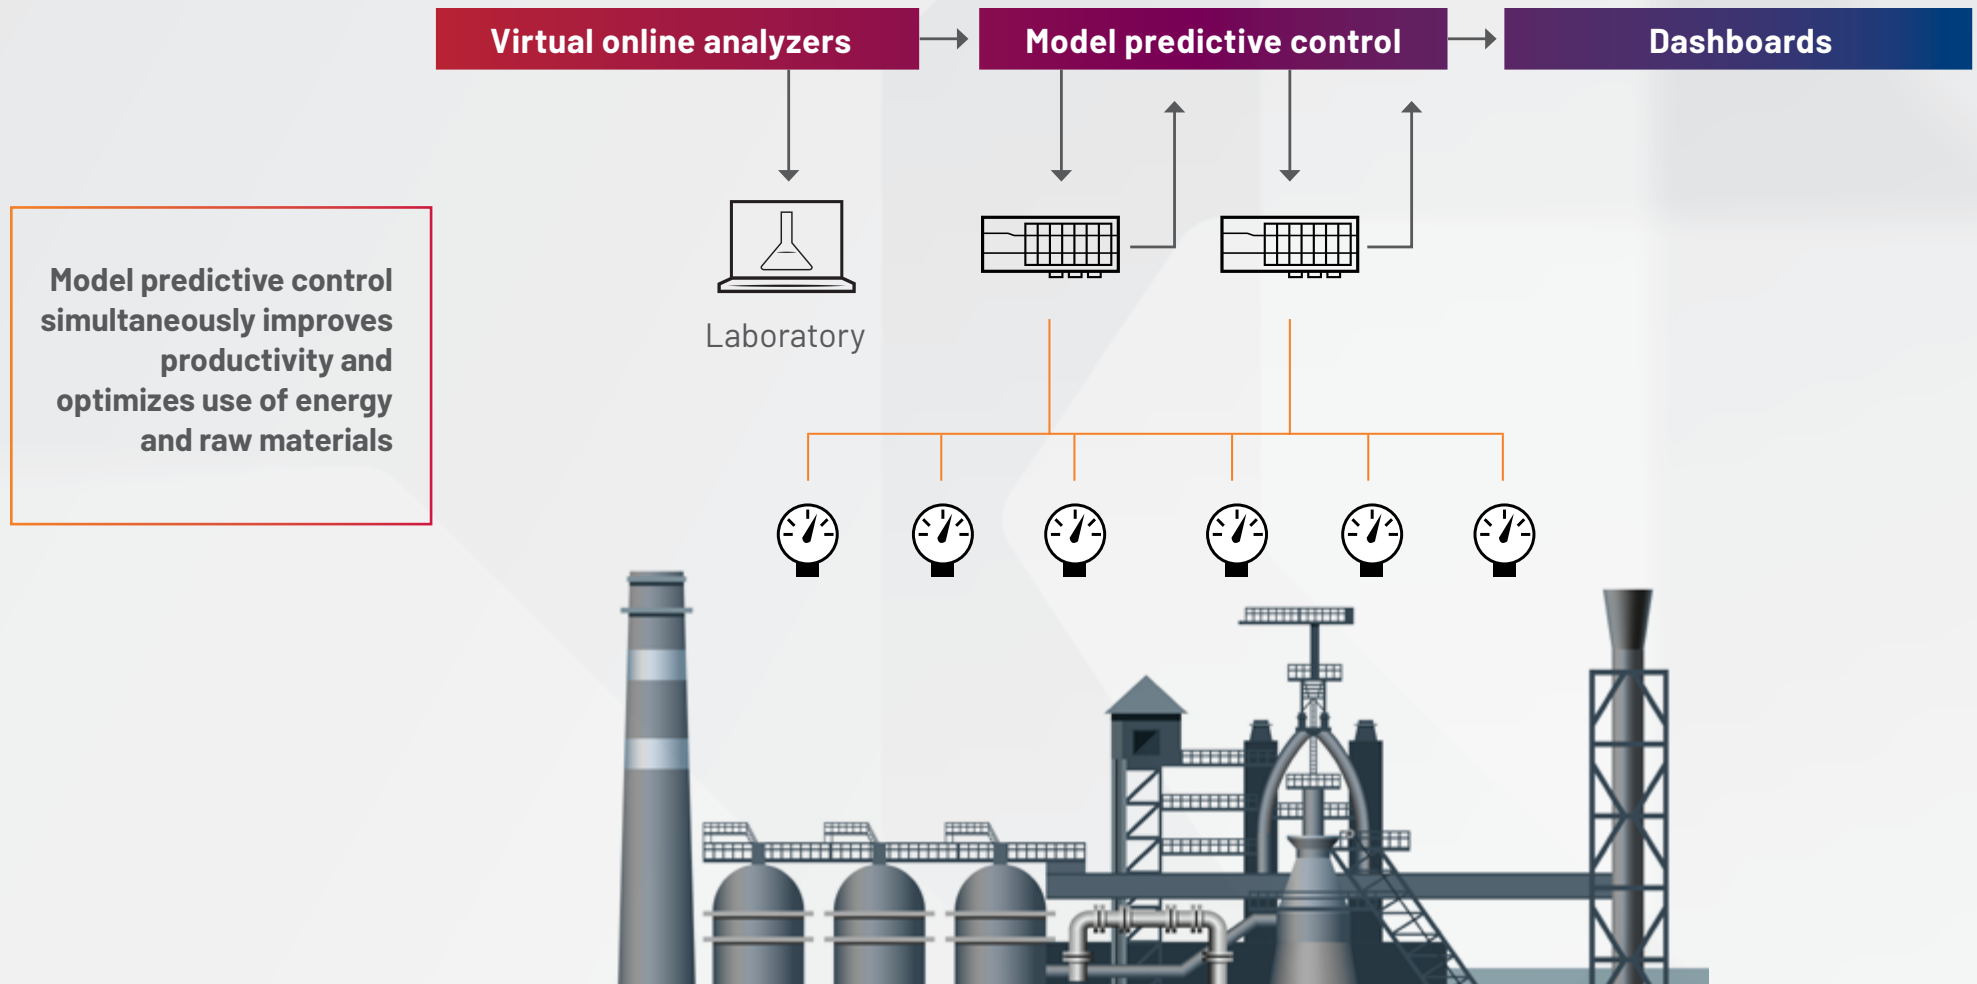 Virtual online analyzers
Model predictive control
Dashboards
Model predictive control
simultaneously improves
productivity and
optimizes use of energy
and raw materials
Laboratory